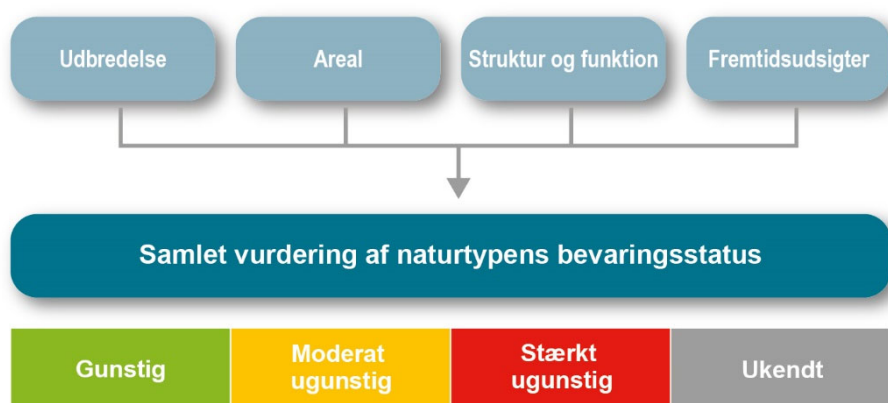 Udbredelse
Areal
Struktur og funktion
Fremtidsudsigter
Samlet vurdering af naturtypens bevaringsstatus
Gunstig
Moderat
ugunstig
Stærkt
ugunstig
Ukendt